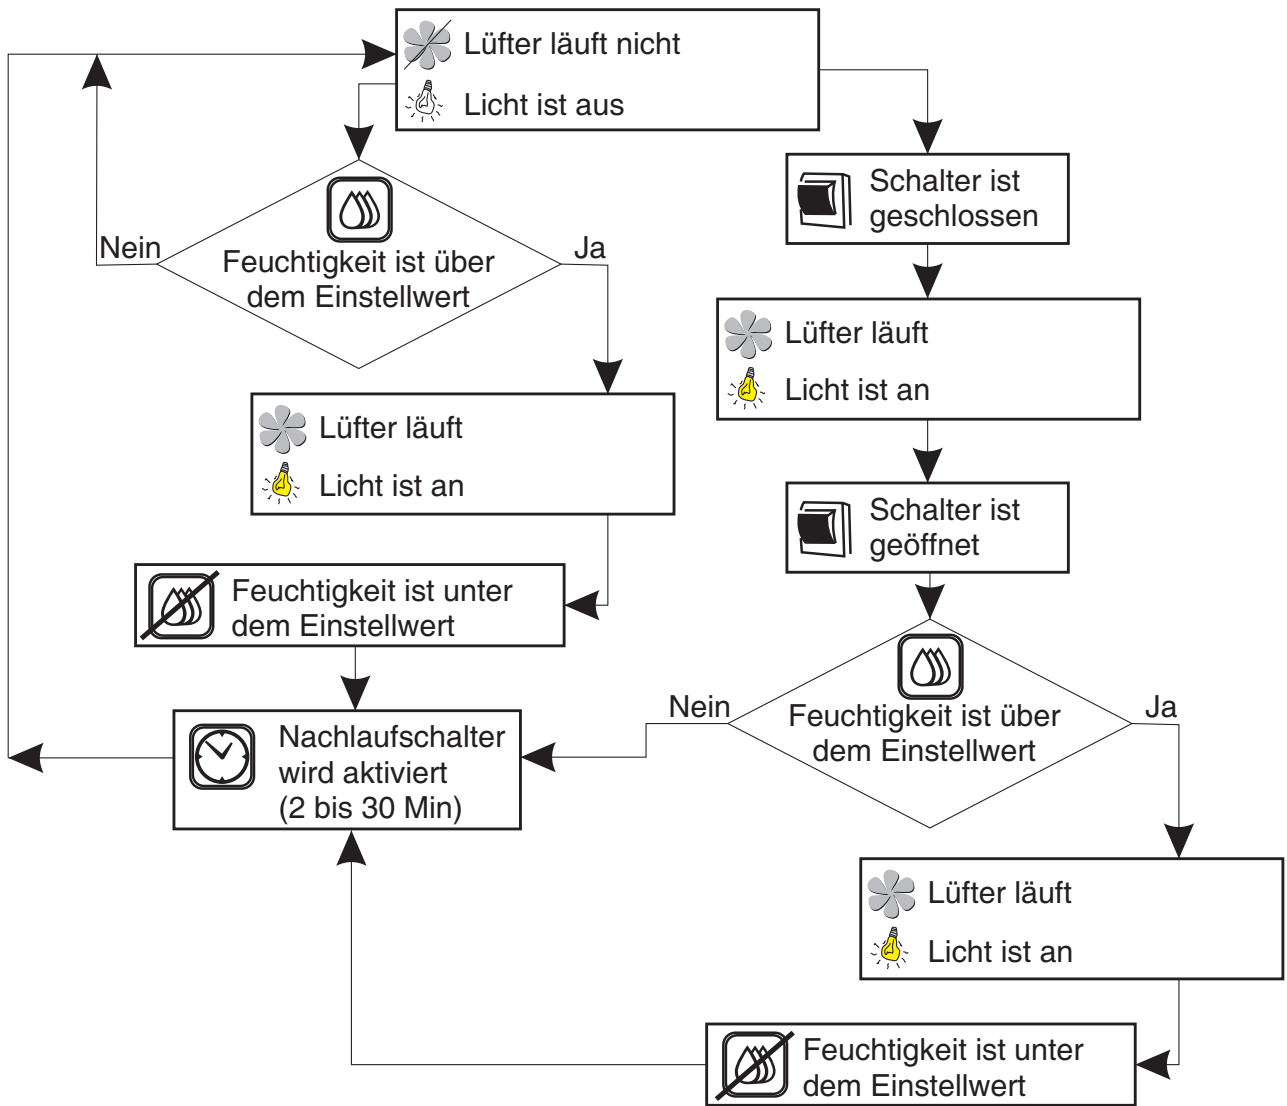 Lüfter läuft nicht
Licht ist aus
Nein
Feuchtigkeit ist über
dem Einstellwert
Ja
Schalter ist
geschlossen
Lüfter läuft
Licht ist an
Lüfter läuft
Licht ist an
Schalter ist
geöffnet
Feuchtigkeit ist unter
dem Einstellwert
Nein
Feuchtigkeit ist über
dem Einstellwert
Ja
Nachlaufschalter
wird aktiviert
(2 bis 30 Min)
Lüfter läuft
Licht ist an
Feuchtigkeit ist unter
dem Einstellwert